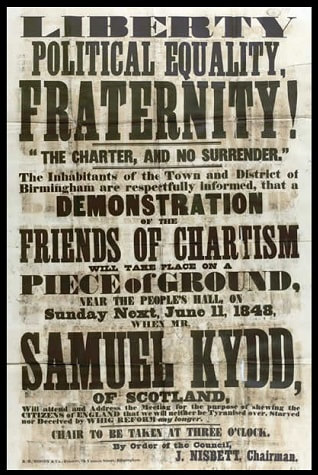 LIBERTY
POLITICAL EQUALITY,
FRATERNITY!
"THE CHARTER, AND NO SURRENDER."
The Inhabitants of the Town and District of
Birmingham are respectfully informed, that a
DEMONSTRATION
OF THE
FRIENDS OF CHARTISM
WILL TAKE PLACE ON A
PIECE of GROUND,
NEAR THE PEOPLE'S HALL, ON
Sunday Next, June 11, 1848,
WHEN MR.
SAMUEL KYDD,
OF SCOTLAND,
Will attend and Address the Meeting for the purpose of shewing the
CITIZENS of ENGLAND that we will neither be Tyranised over, Starved
nor Deceived by WHIG REFORM any longer.
CHAIR TO BE TAKEN AT THREE O'CLOCK.
By Order of the Council,
J. NISBETT, Chairman.